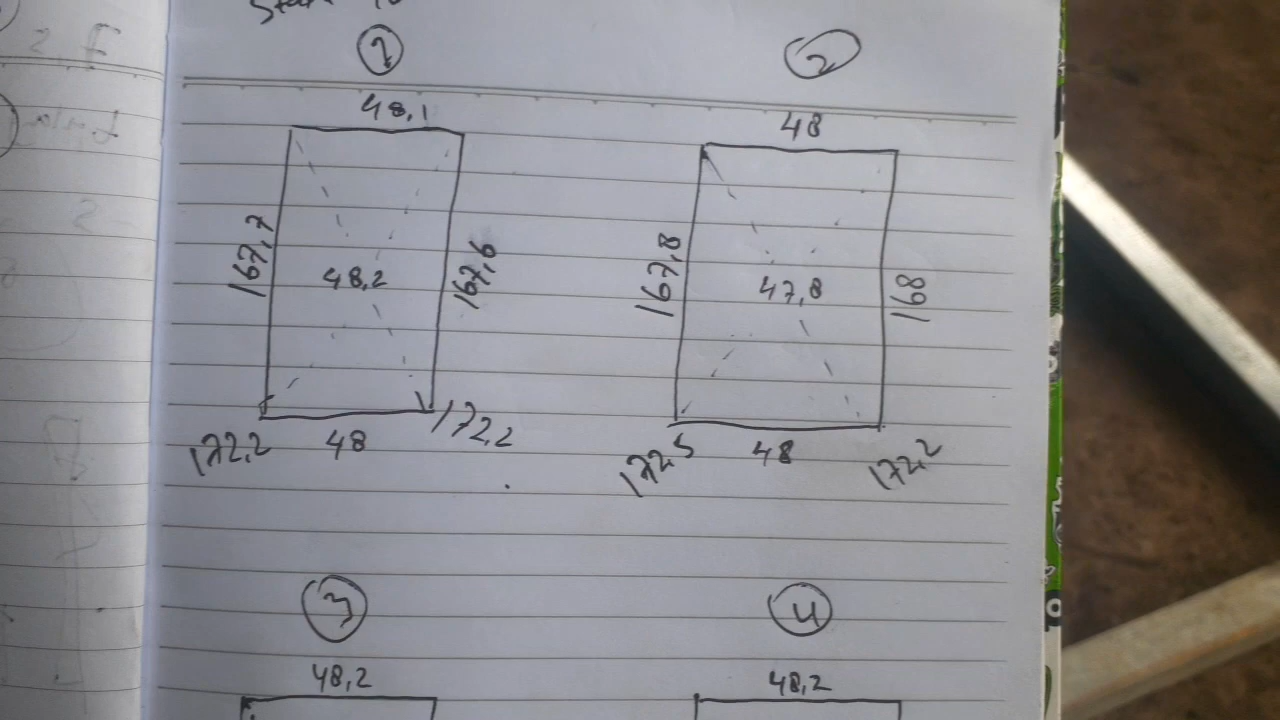 1 2
48,1 48
167,7 48,2 167,6 167,8 47,8 168
172,2 48 172,2 172,5 48 172,2
3 4
48,2 48,2